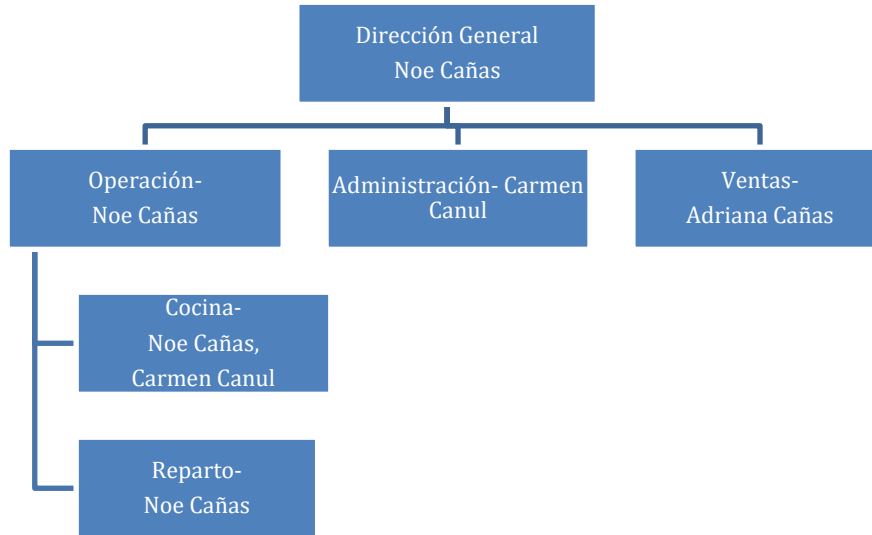 Dirección General
Noe Cañas
Operación-
Noe Cañas
Administración- Carmen
Canul
Ventas-
Adriana Cañas
Cocina-
Noe Cañas,
Carmen Canul
Reparto-
Noe Cañas